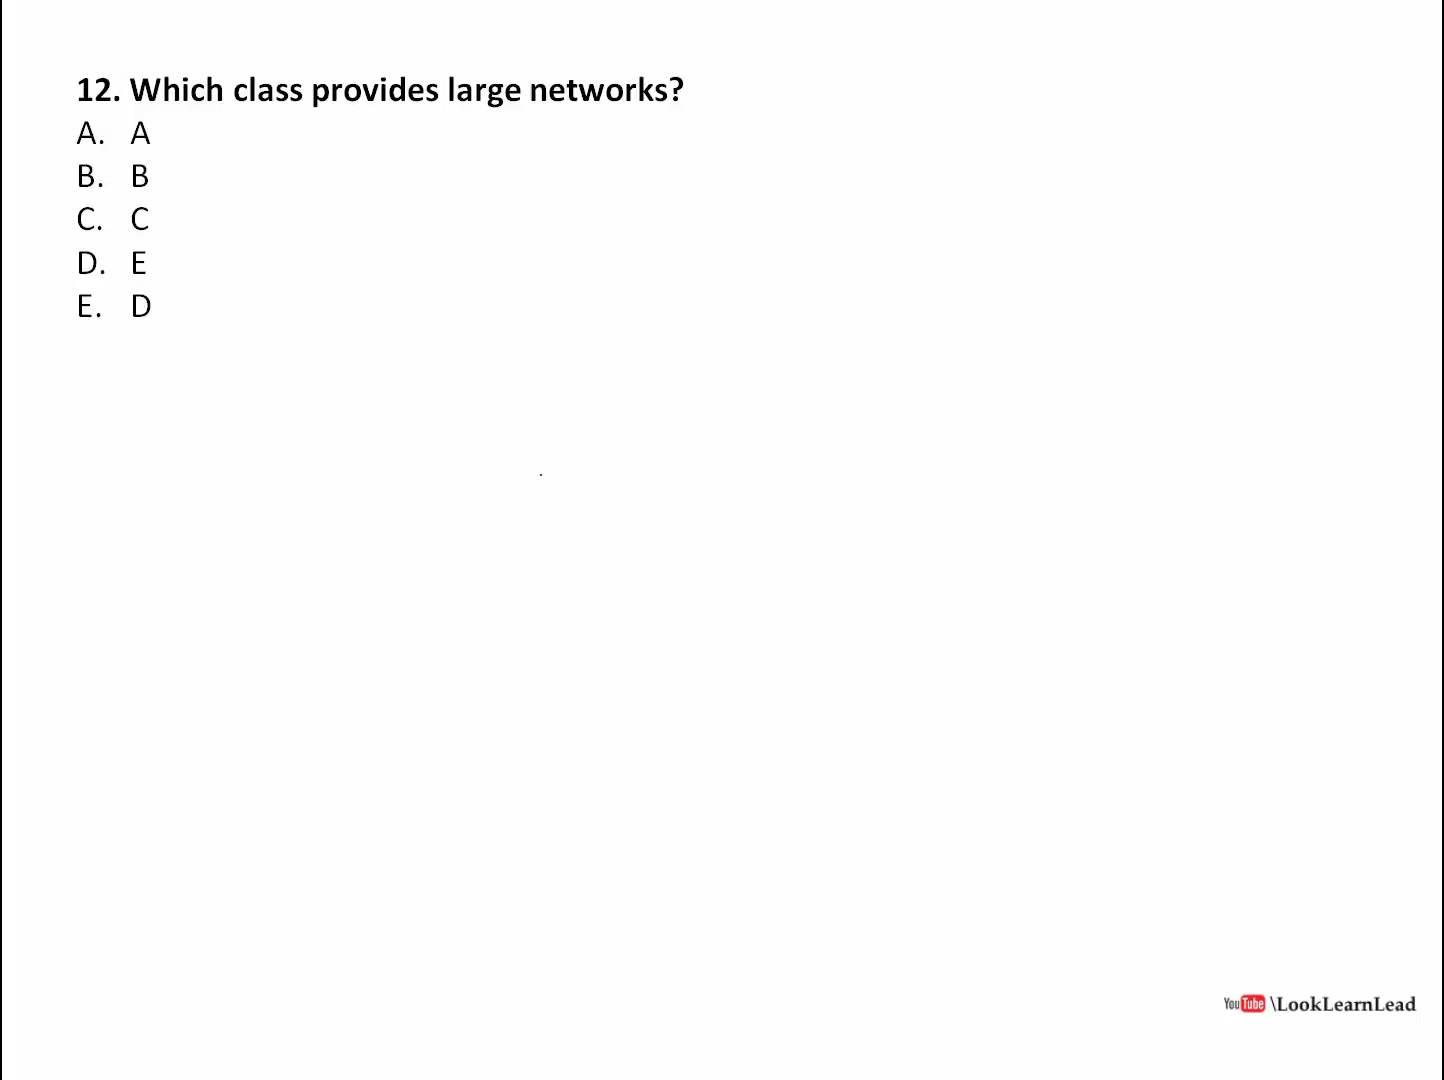 12. Which class provides large networks?
A. A
B. B
C. C
D. E
E. D
YouTube \LookLearnLead